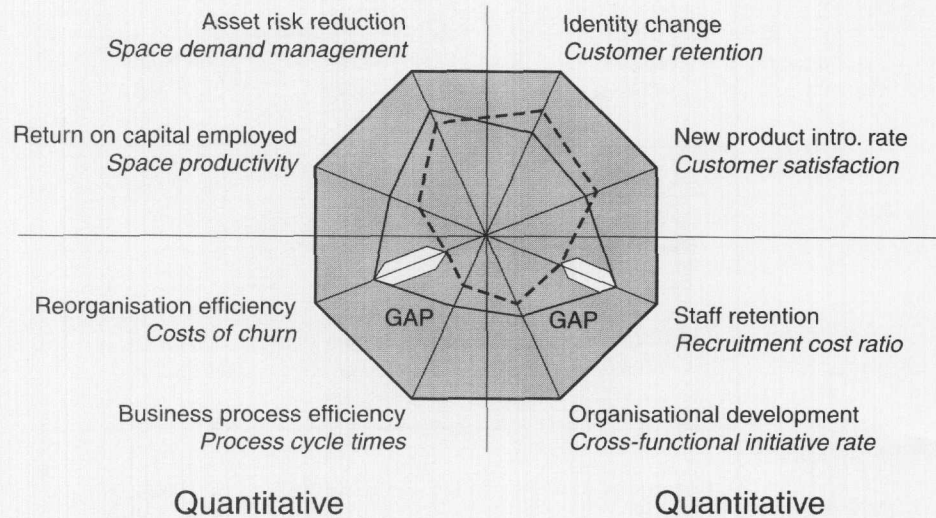 Asset risk reduction
Space demand management
Identity change
Customer retention
Return on capital employed
Space productivity
New product intro. rate
Customer satisfaction
Reorganisation efficiency
Costs of churn
GAP
GAP
Staff retention
Recruitment cost ratio
Business process efficiency
Process cycle times
Organisational development
Cross-functional initiative rate
Quantitative
Quantitative